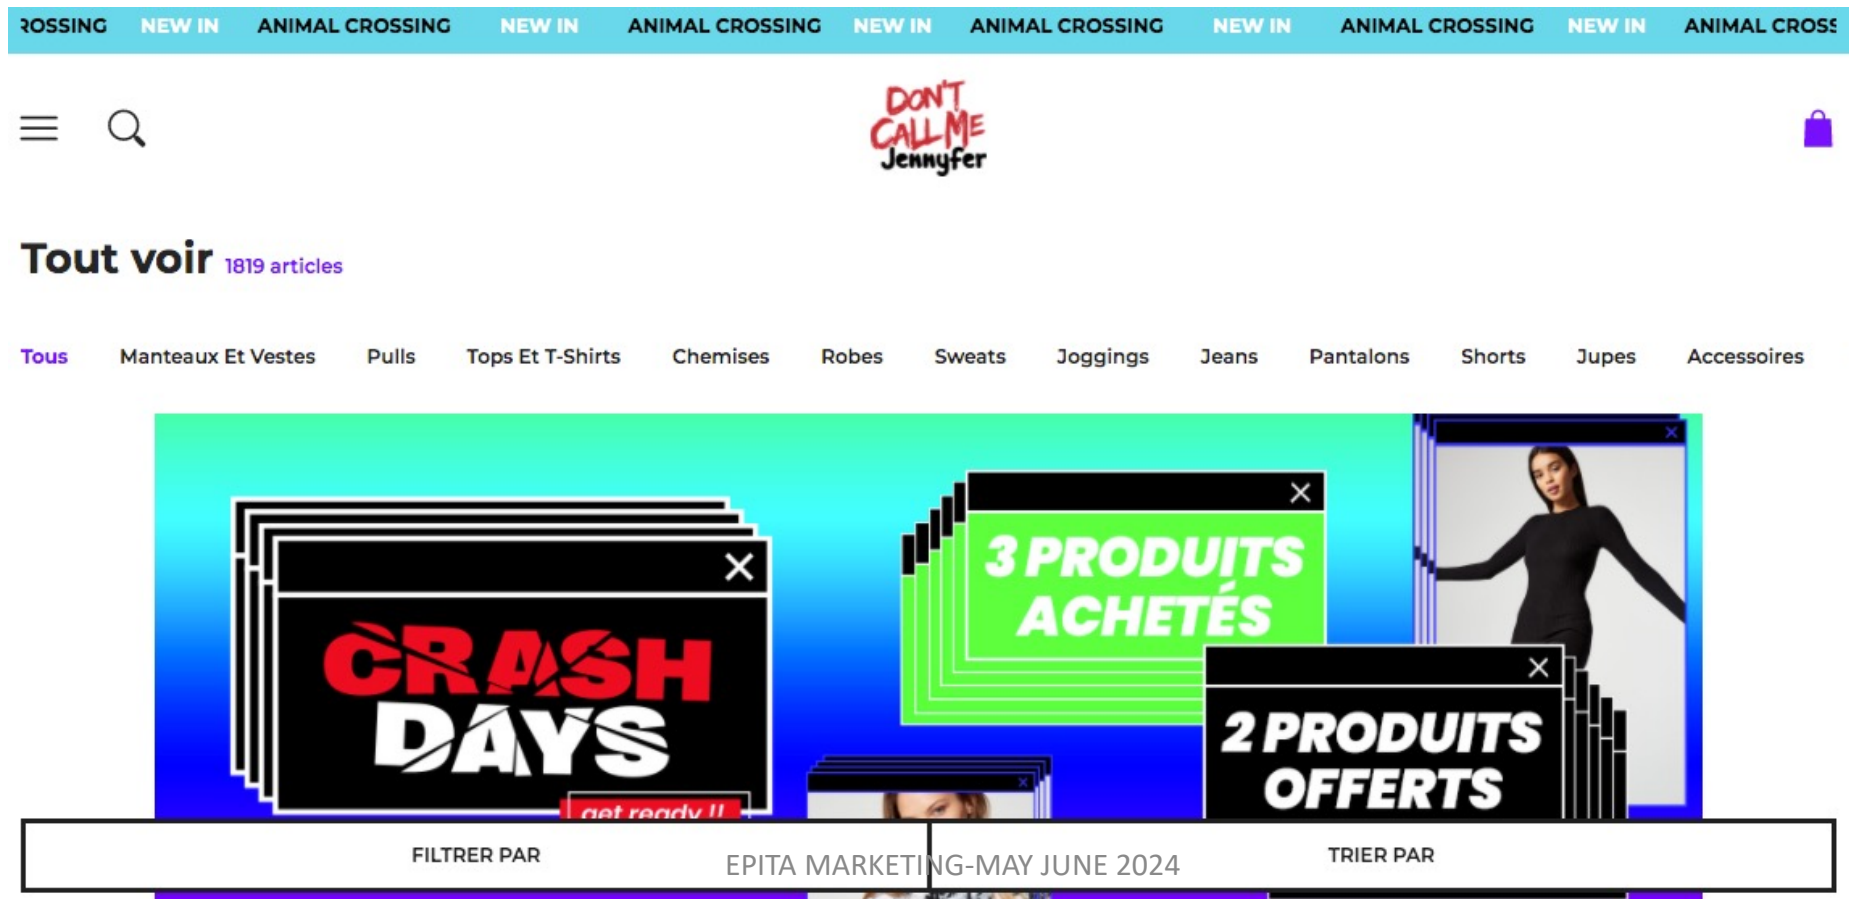 ROSSING NEW IN ANIMAL CROSSING NEW IN ANIMAL CROSSING NEW IN ANIMAL CROSSING NEW IN ANIMAL CROSSING NEW IN ANIMAL CROSS
DON'T
CALL ME
Jennyfer
Tout voir 1819 articles
Tous Manteaux Et Vestes Pulls Tops Et T-Shirts Chemises Robes Sweats Joggings Jeans Pantalons Shorts Jupes Accessoires
CRASH
DAYS
get ready !!
3 PRODUITS
ACHETÉS
2 PRODUITS
OFFERTS
FILTRER PAR
TRIER PAR
EPITA MARKETING-MAY JUNE 2024